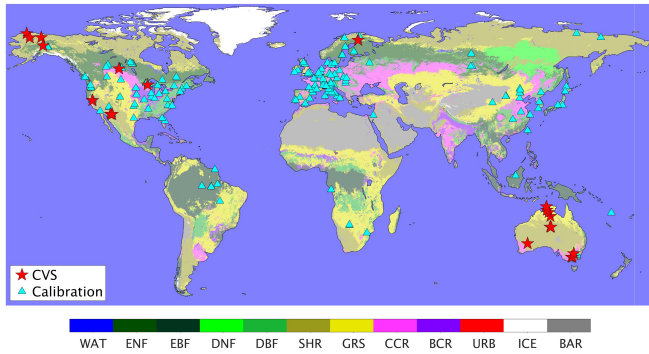 CVS
Calibration
WAT ENF EBF DNF DBF SHR GRS CCR BCR URB ICE BAR